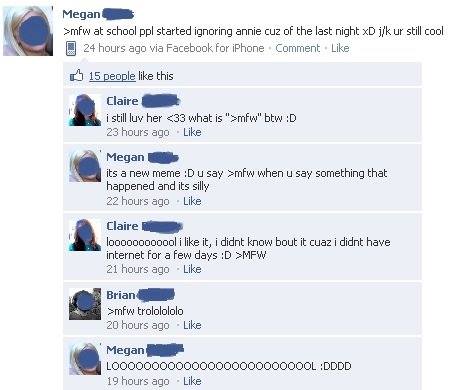 Megan
>mfw at school ppl started ignoring annie cuz of the last night xD j/k ur still cool
24 hours ago via Facebook for iPhone · Comment · Like
15 people like this
Claire
i still luv her <33 what is ">mfw" btw :D
23 hours ago · Like
Megan
its a new meme :D u say >mfw when u say something that
happened and its silly
22 hours ago · Like
Claire
looooooooooool i like it, i didnt know bout it cuaz i didnt have
internet for a few days :D >MFW
21 hours ago · Like
Brian
>mfw trololololo
20 hours ago · Like
Megan
LOOOOOOOOOOOOOOOOOOOOOOOOOL :DDDD
19 hours ago · Like